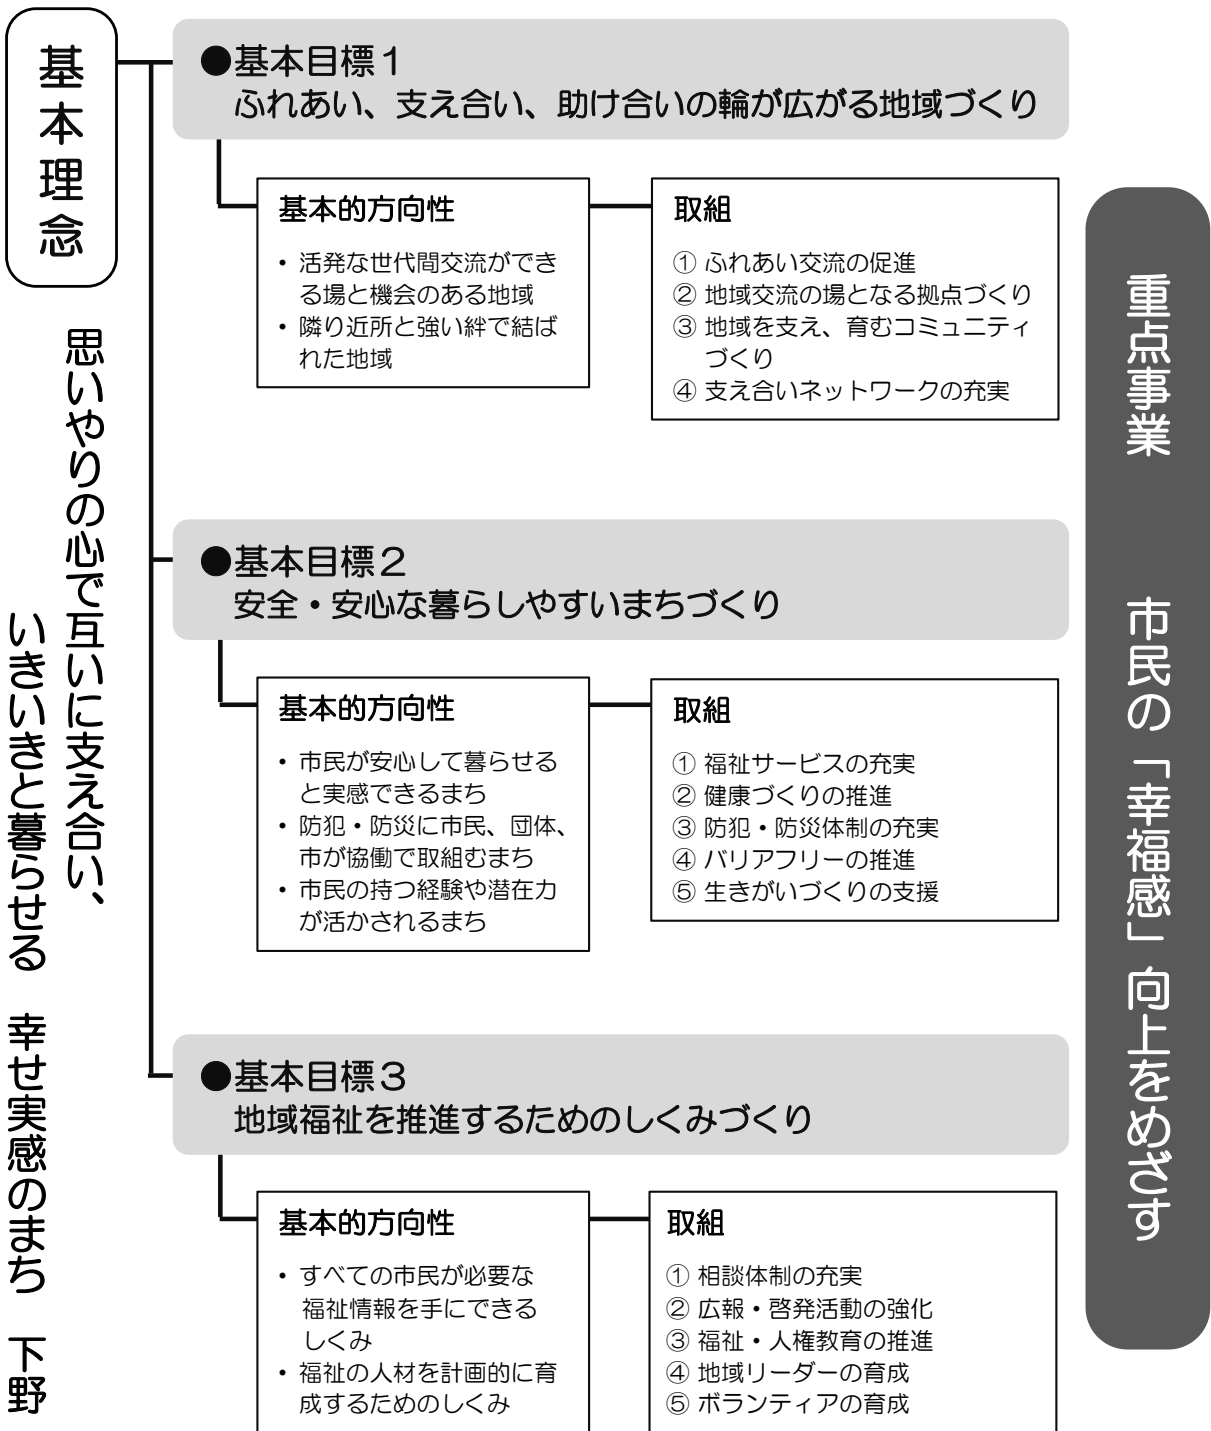 基本理念
思いやりの心で互いに支え合い、
いきいきと暮らせる　幸せ実感のまち　下野
●基本目標１
ふれあい、支え合い、助け合いの輪が広がる地域づくり
基本的方向性
• 活発な世代間交流ができ
る場と機会のある地域
• 隣り近所と強い絆で結ば
れた地域
取組
① ふれあい交流の促進
② 地域交流の場となる拠点づくり
③ 地域を支え、育むコミュニティ
づくり
④ 支え合いネットワークの充実
●基本目標２
安全・安心な暮らしやすいまちづくり
基本的方向性
• 市民が安心して暮らせる
と実感できるまち
• 防犯・防災に市民、団体、
市が協働で取組むまち
• 市民の持つ経験や潜在力
が活かされるまち
取組
① 福祉サービスの充実
② 健康づくりの推進
③ 防犯・防災体制の充実
④ バリアフリーの推進
⑤ 生きがいづくりの支援
●基本目標３
地域福祉を推進するためのしくみづくり
基本的方向性
• すべての市民が必要な
福祉情報を手にできる
しくみ
• 福祉の人材を計画的に育
成するためのしくみ
取組
① 相談体制の充実
② 広報・啓発活動の強化
③ 福祉・人権教育の推進
④ 地域リーダーの育成
⑤ ボランティアの育成
重点事業　市民の「幸福感」向上をめざす